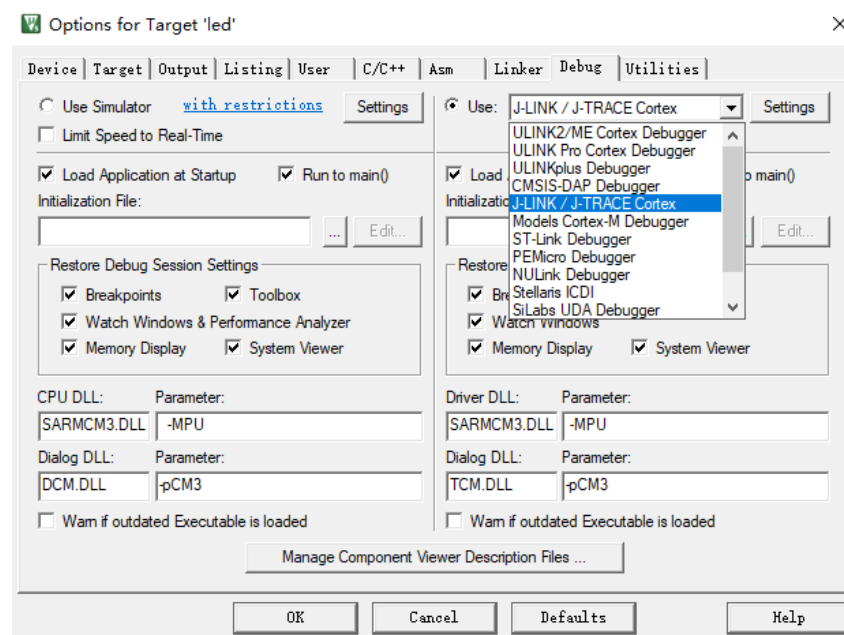 Options for Target 'led'
Device Target Output Listing User C/C++ Asm Linker Debug Utilities
Use Simulator with restrictions Settings
Limit Speed to Real-Time
Use: J-LINK / J-TRACE Cortex Settings
ULINK2/ME Cortex Debugger
ULINK Pro Cortex Debugger
ULINKplus Debugger
CMSIS-DAP Debugger
J-LINK / J-TRACE Cortex
Models Cortex-M Debugger
ST-Link Debugger
PEMicro Debugger
NULink Debugger
Stellaris ICDI
SiLabs UDA Debugger
Load Application at Startup Run to main()
Initialization File:
... Edit...
Restore Debug Session Settings
Breakpoints Toolbox
Watch Windows & Performance Analyzer
Memory Display System Viewer
Load main()
Edit...
Restore
Watch Windows
Memory Display System Viewer
CPU DLL: Parameter:
SARMCM3.DLL -MPU
Dialog DLL: Parameter:
DCM.DLL -pCM3
Warn if outdated Executable is loaded
Driver DLL: Parameter:
SARMCM3.DLL -MPU
Dialog DLL: Parameter:
TCM.DLL -pCM3
Warn if outdated Executable is loaded
Manage Component Viewer Description Files ...
OK Cancel Defaults Help